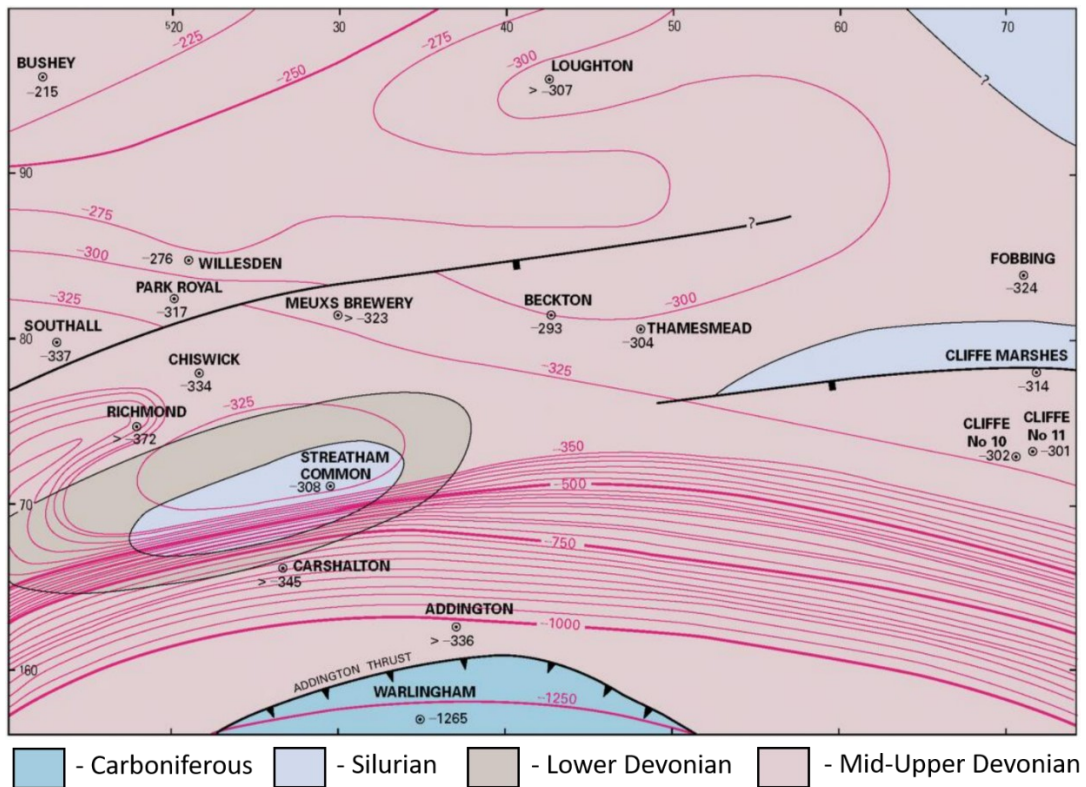 ⁵20 30 40 50 60 70
-225
-275
BUSHEY
-215
-250
-300
LOUGHTON
> -307
?
90
-275
?
-300
-276 WILLESDEN
FOBBING
-324
PARK ROYAL
-317
-325
MEUXS BREWERY
> -323
BECKTON
-293
-300
SOUTHALL
-337
80
THAMESMEAD
-304
CHISWICK
-334
-325
CLIFFE MARSHES
-314
RICHMOND
> -372
-325
CLIFFE
No 10
-302
CLIFFE
No 11
-301
-350
STREATHAM
COMMON
-308
-500
70
-750
CARSHALTON
> -345
ADDINGTON
> -336
-1000
ADDINGTON THRUST
160
WARLINGHAM
-1265
-1250
- Carboniferous
- Silurian
- Lower Devonian
- Mid-Upper Devonian